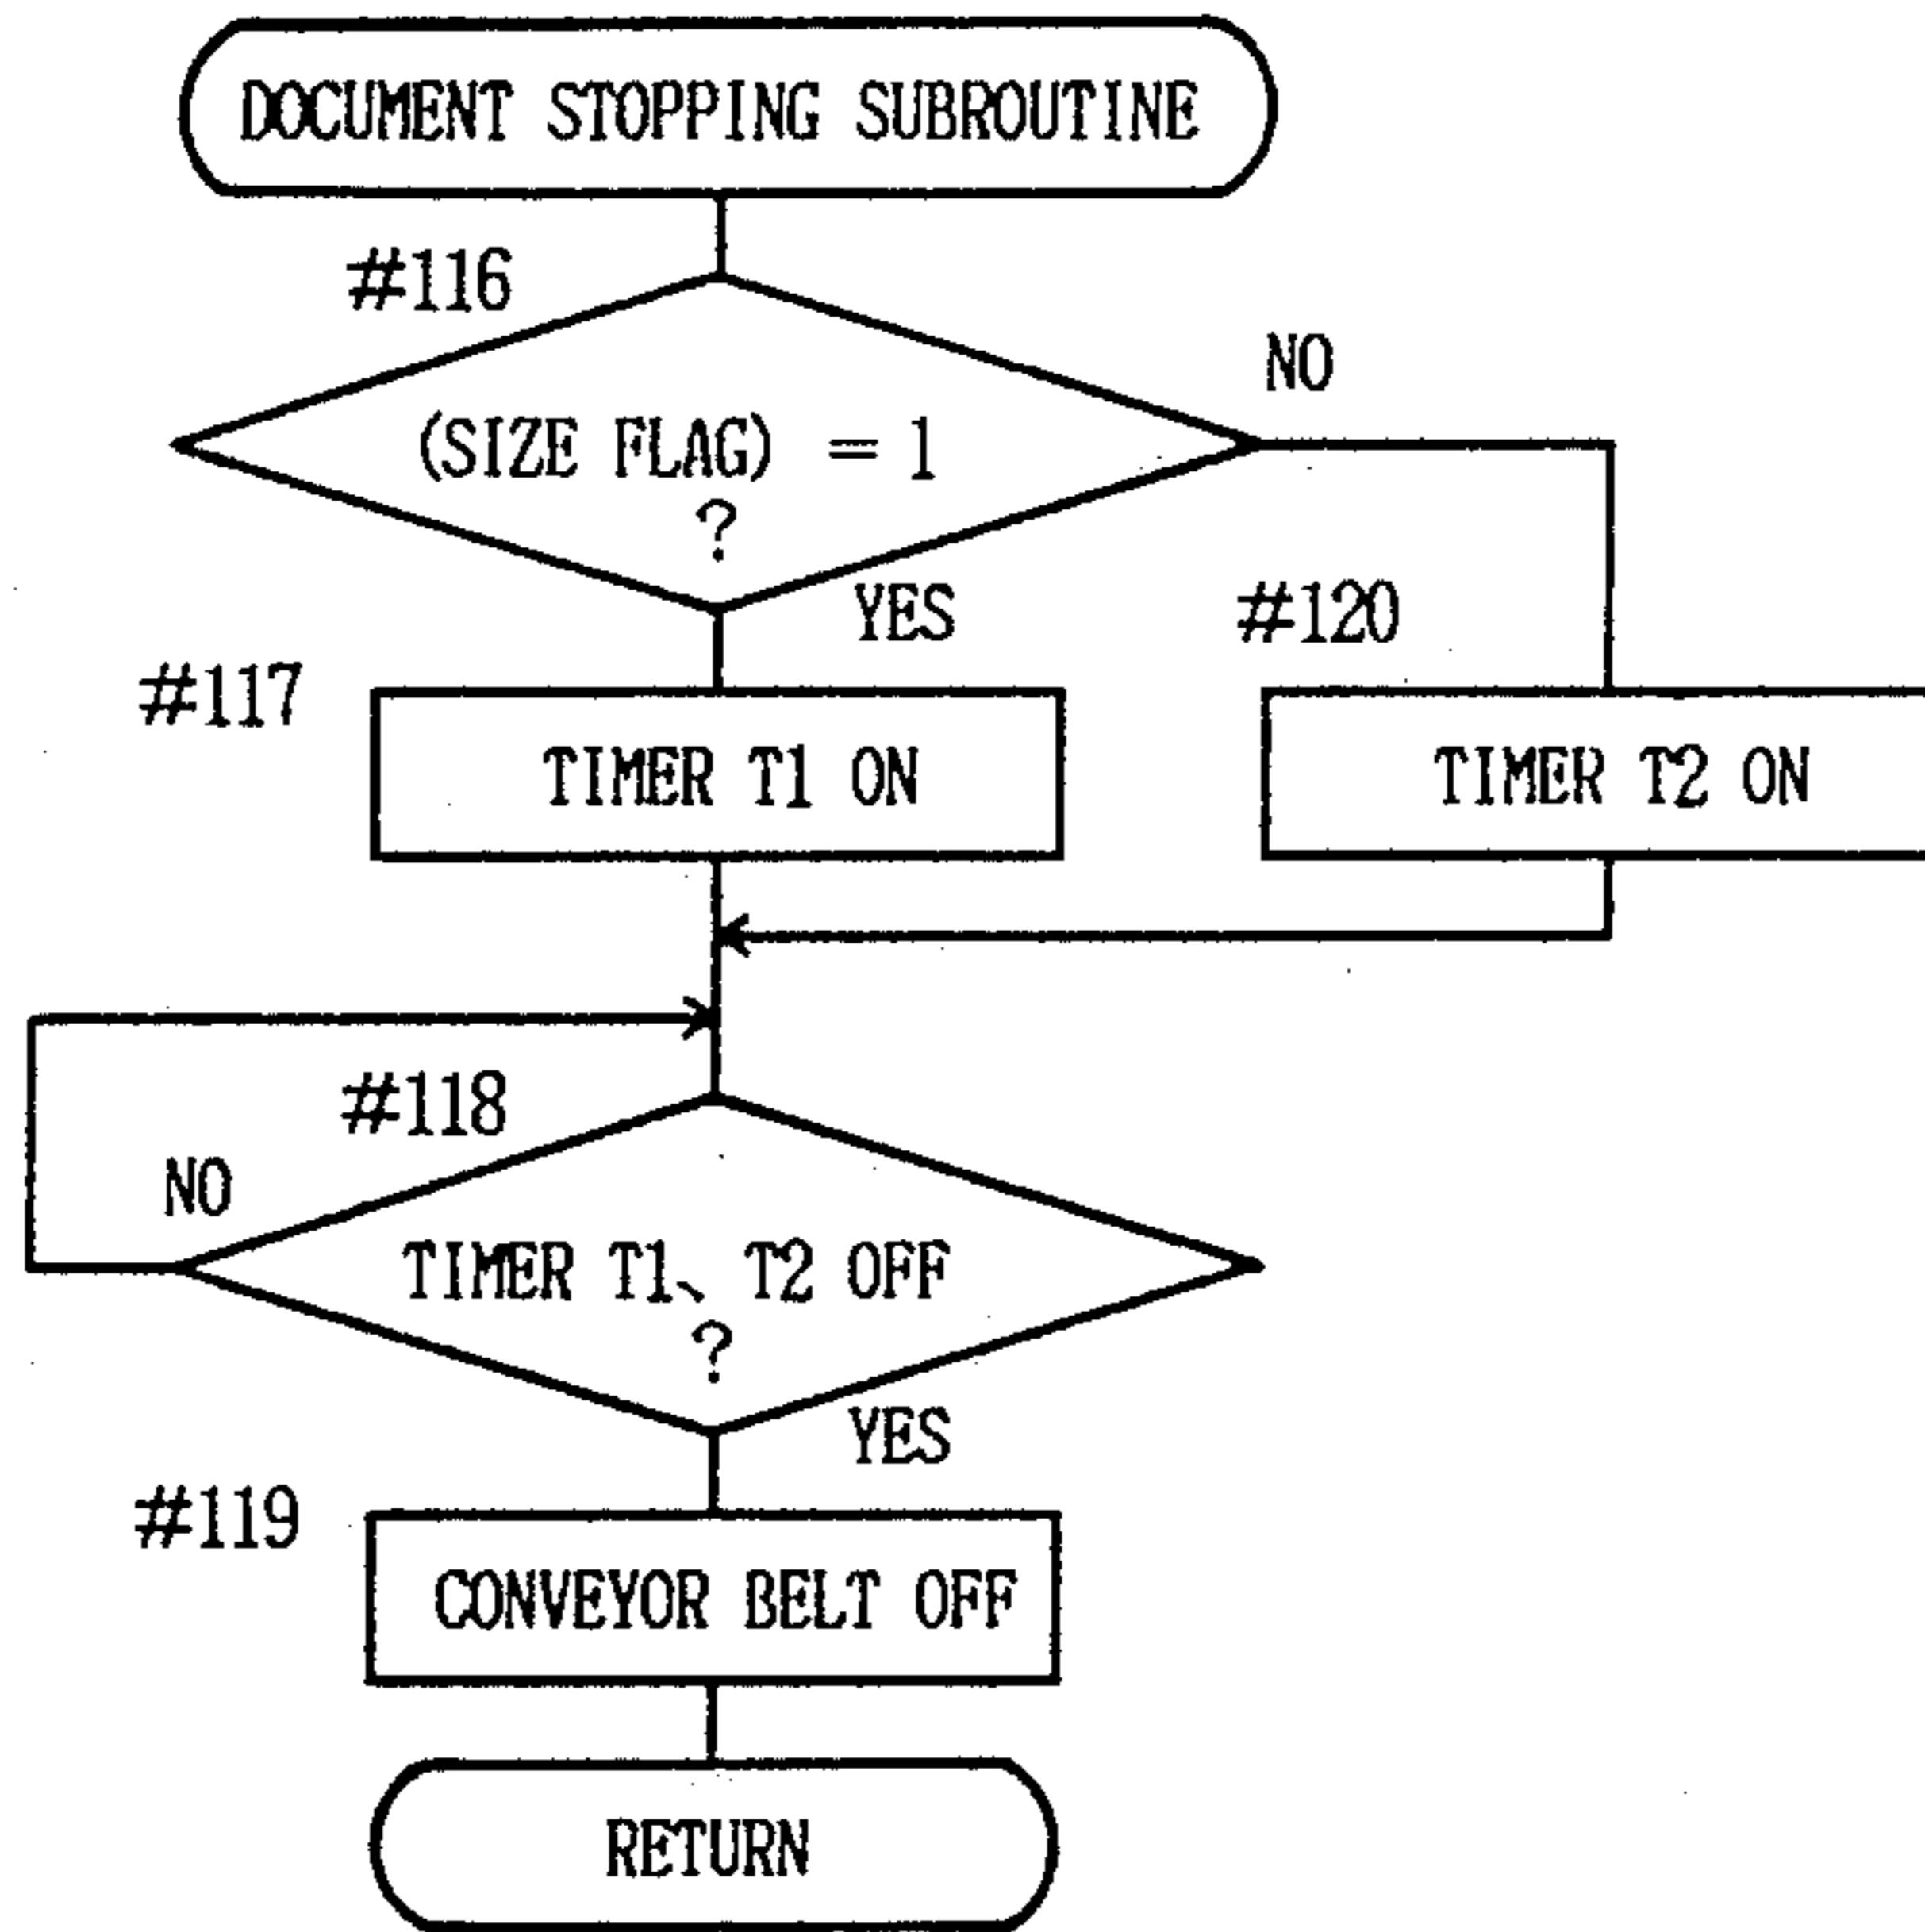 DOCUMENT STOPPING SUBROUTINE
#116
NO
(SIZE FLAG) = 1
?
YES
#120
#117
TIMER T1 ON
TIMER T2 ON
#118
NO
TIMER T1、T2 OFF
?
YES
#119
CONVEYOR BELT OFF
RETURN